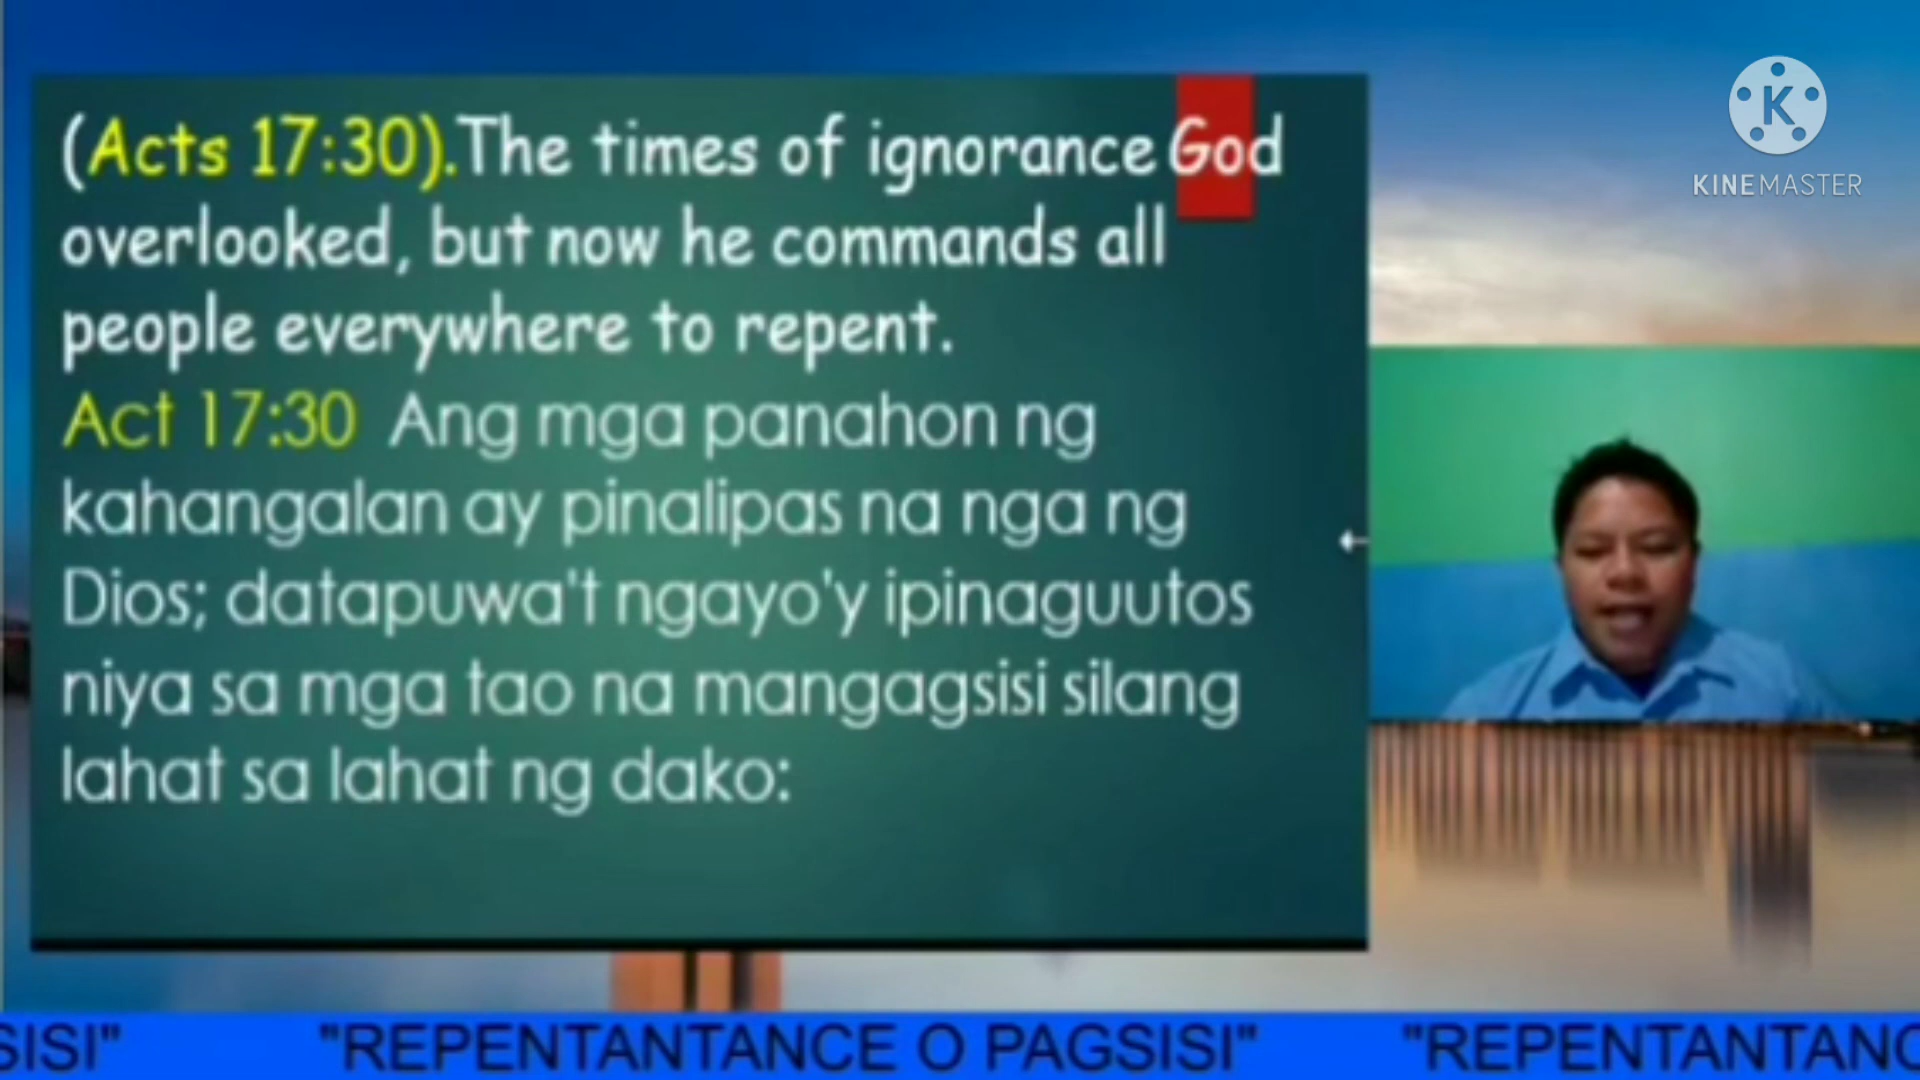 (Acts 17:30).The times of ignorance God
overlooked, but now he commands all
people everywhere to repent.
Act 17:30 Ang mga panahon ng
kahangalan ay pinalipas na nga ng
Dios; datapuwa't ngayo'y ipinaguutos
niya sa mga tao na mangagsisi silang
lahat sa lahat ng dako:
K
KINEMASTER
SISI" "REPENTANTANCE O PAGSISI" "REPENTANTANC